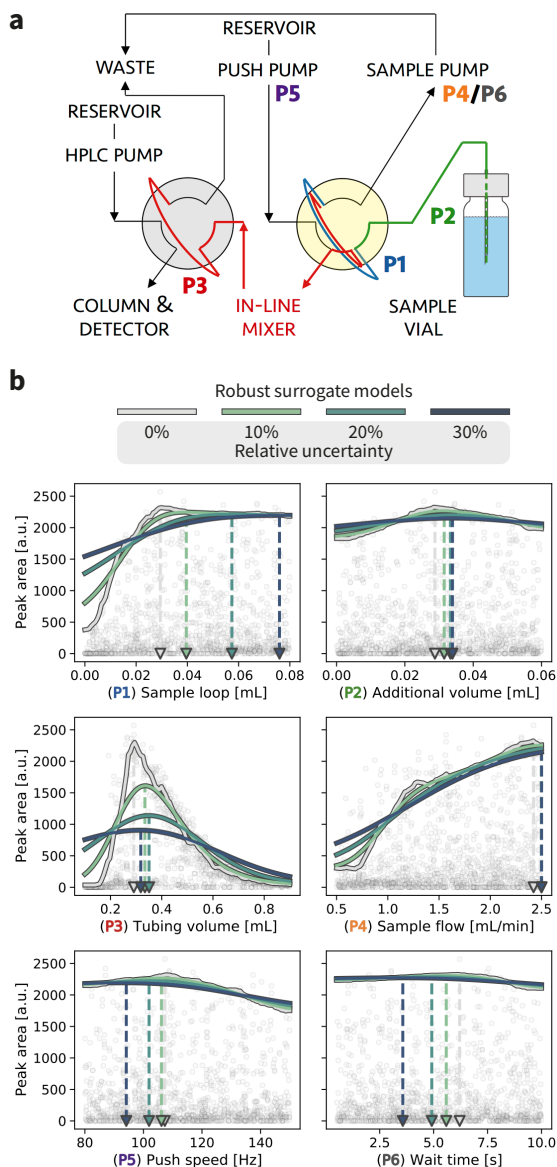 a
RESERVOIR
WASTE
PUSH PUMP
SAMPLE PUMP
P5
P4/P6
RESERVOIR
HPLC PUMP
P2
P1
P3
COLUMN &
DETECTOR
IN-LINE
MIXER
SAMPLE
VIAL
b
Robust surrogate models
0% 10% 20% 30%
Relative uncertainty
Peak area [a.u.]
2500
2000
1500
1000
500
0
0.00 0.02 0.04 0.06 0.08
(P1) Sample loop [mL]
0.00 0.02 0.04 0.06
(P2) Additional volume [mL]
Peak area [a.u.]
2500
2000
1500
1000
500
0
0.2 0.4 0.6 0.8
(P3) Tubing volume [mL]
0.5 1.0 1.5 2.0 2.5
(P4) Sample flow [mL/min]
Peak area [a.u.]
2500
2000
1500
1000
500
0
80 100 120 140
(P5) Push speed [Hz]
2.5 5.0 7.5 10.0
(P6) Wait time [s]